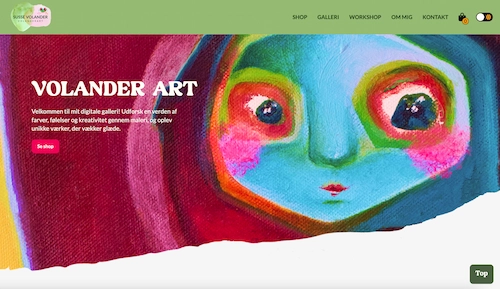 SUSSE VOLANDER
SHOP GALLERI WORKSHOP OM MIG KONTAKT
VOLANDER ART
Velkommen til mit digitale galleri! Udforsk en verden af
farver, følelser og kreativitet gennem maleri, og oplev
unikke værker, der vækker glæde.
Se shop
Top